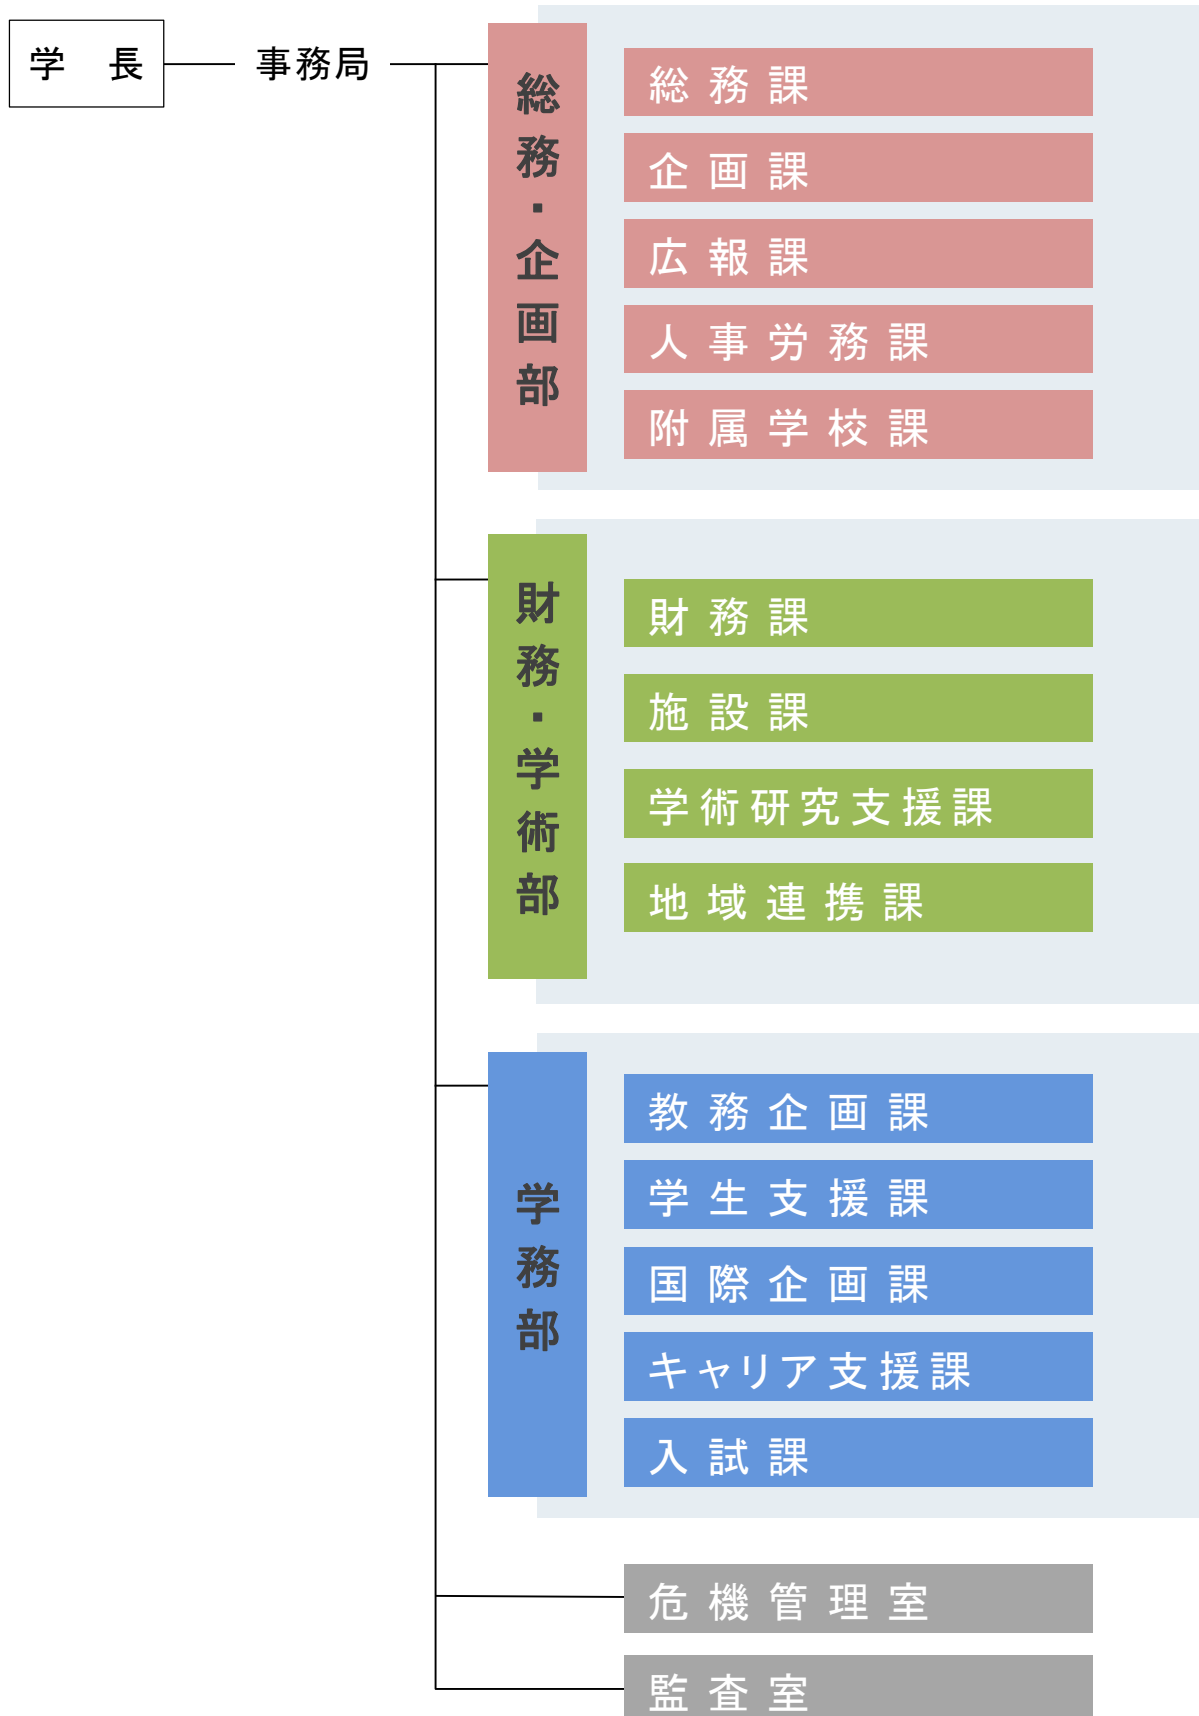 学　長
事務局
総務・企画部
総務課
企画課
広報課
人事労務課
附属学校課
財務・学術部
財務課
施設課
学術研究支援課
地域連携課
学務部
教務企画課
学生支援課
国際企画課
キャリア支援課
入試課
危機管理室
監査室